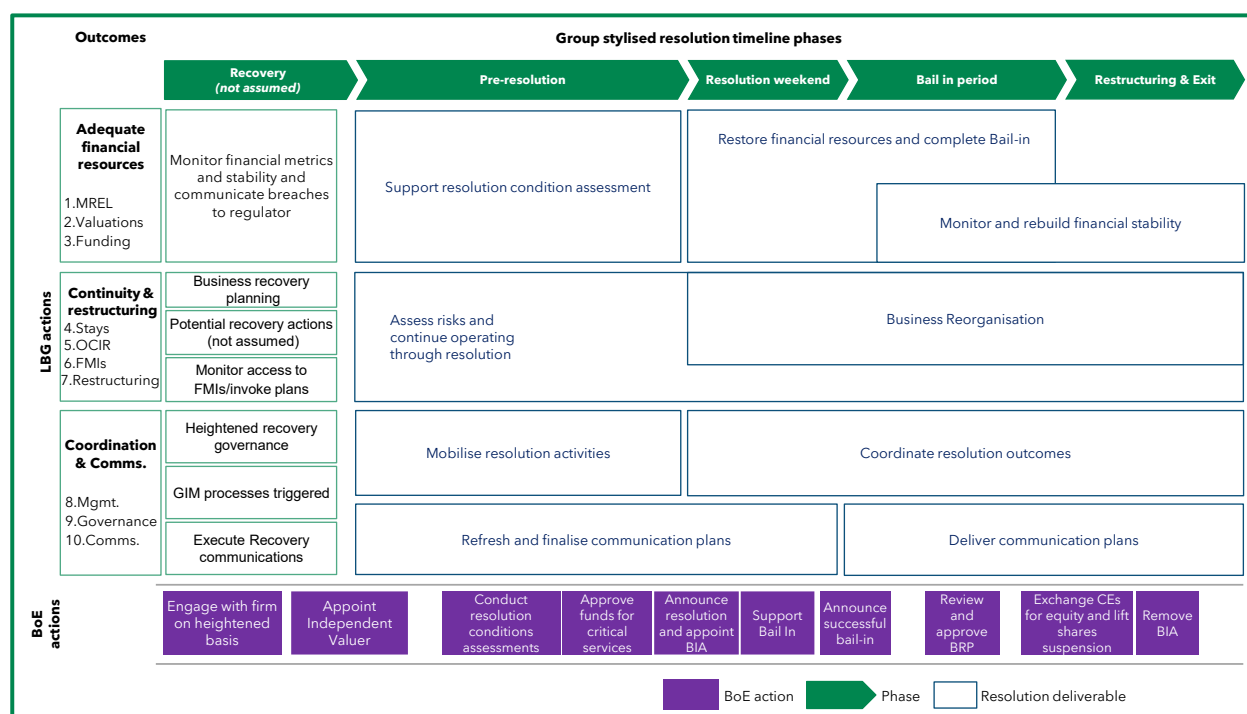 Outcomes
Group stylised resolution timeline phases
Recovery
(not assumed)
Pre-resolution
Resolution weekend
Bail in period
Restructuring & Exit
LBG actions
Adequate
financial
resources
1.MREL
2.Valuations
3.Funding
Monitor financial metrics
and stability and
communicate breaches
to regulator
Support resolution condition assessment
Restore financial resources and complete Bail-in
Monitor and rebuild financial stability
Continuity &
restructuring
4.Stays
5.OCIR
6.FMIs
7.Restructuring
Business recovery
planning
Potential recovery actions
(not assumed)
Monitor access to
FMIs/invoke plans
Assess risks and
continue operating
through resolution
Business Reorganisation
Coordination
& Comms.
8.Mgmt.
9.Governance
10.Comms.
Heightened recovery
governance
GIM processes triggered
Execute Recovery
communications
Mobilise resolution activities
Coordinate resolution outcomes
Refresh and finalise communication plans
Deliver communication plans
BoE
actions
Engage with firm
on heightened
basis
Appoint
Independent
Valuer
Conduct
resolution
conditions
assessments
Approve
funds for
critical
services
Announce
resolution
and appoint
BIA
Support
Bail In
Announce
successful
bail-in
Review
and
approve
BRP
Exchange CEs
for equity and lift
shares
suspension
Remove
BIA
BoE action
Phase
Resolution deliverable